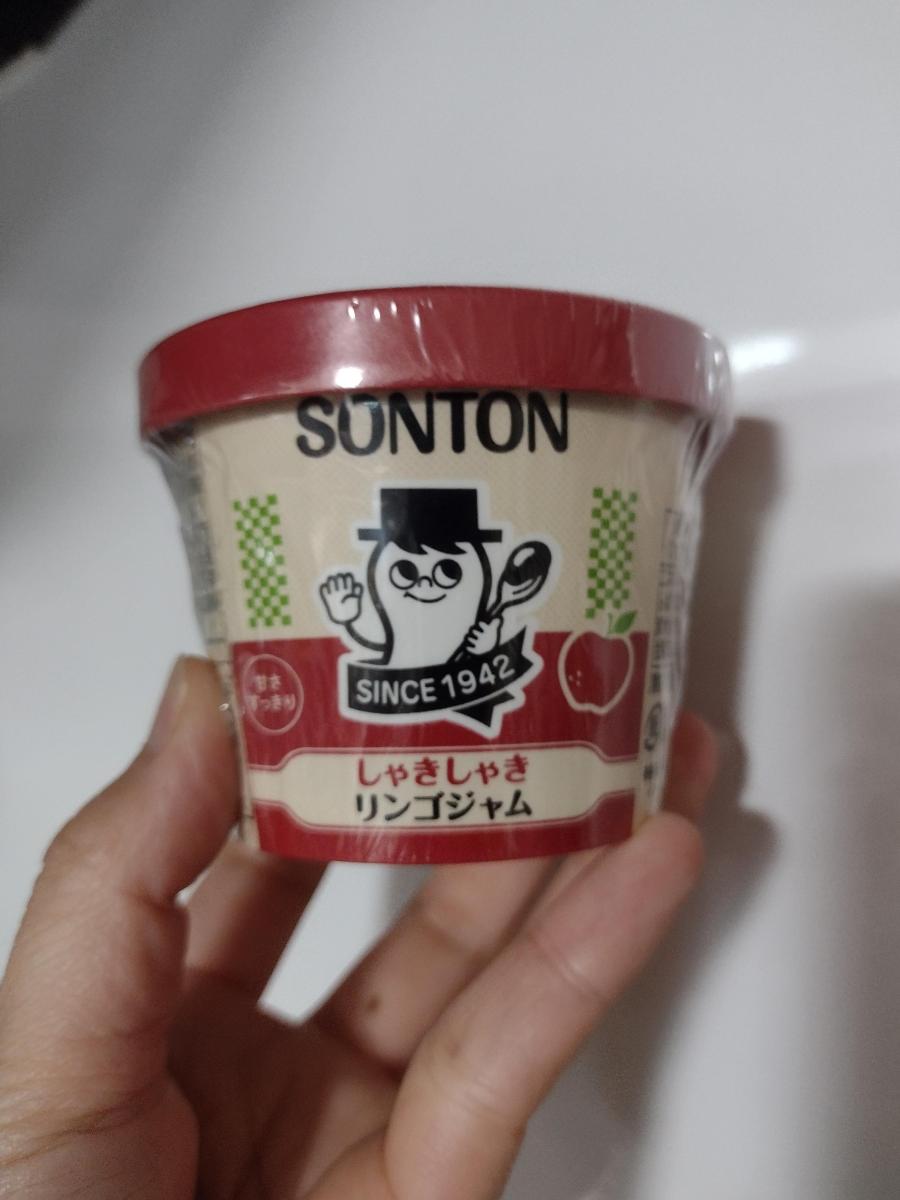 SONTON
SINCE 1942
甘さ
すっきり
しゃきしゃき
リンゴジャム